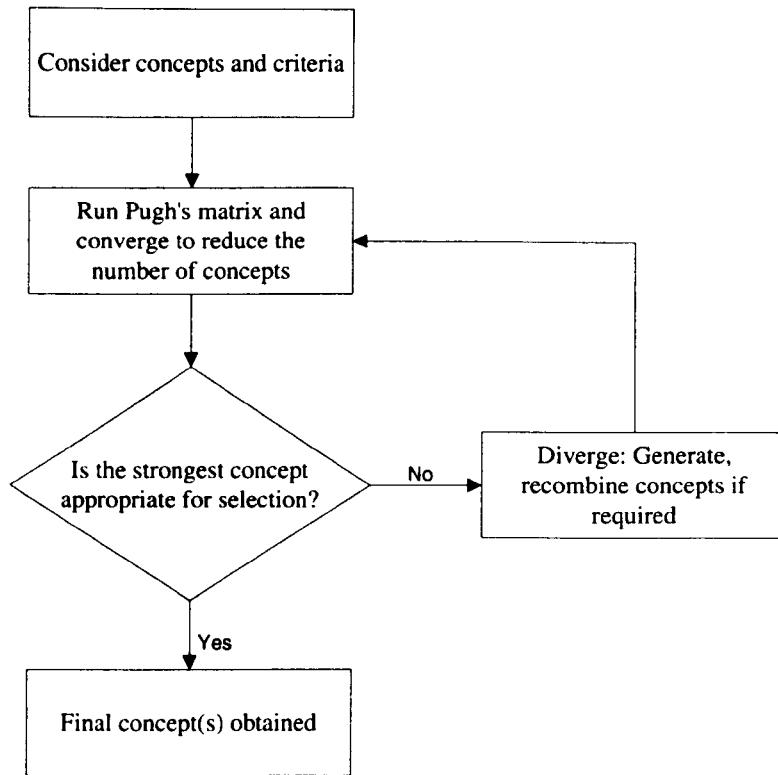 Consider concepts and criteria
Run Pugh's matrix and
converge to reduce the
number of concepts
Is the strongest concept
appropriate for selection?
No
Diverge: Generate,
recombine concepts if
required
Yes
Final concept(s) obtained